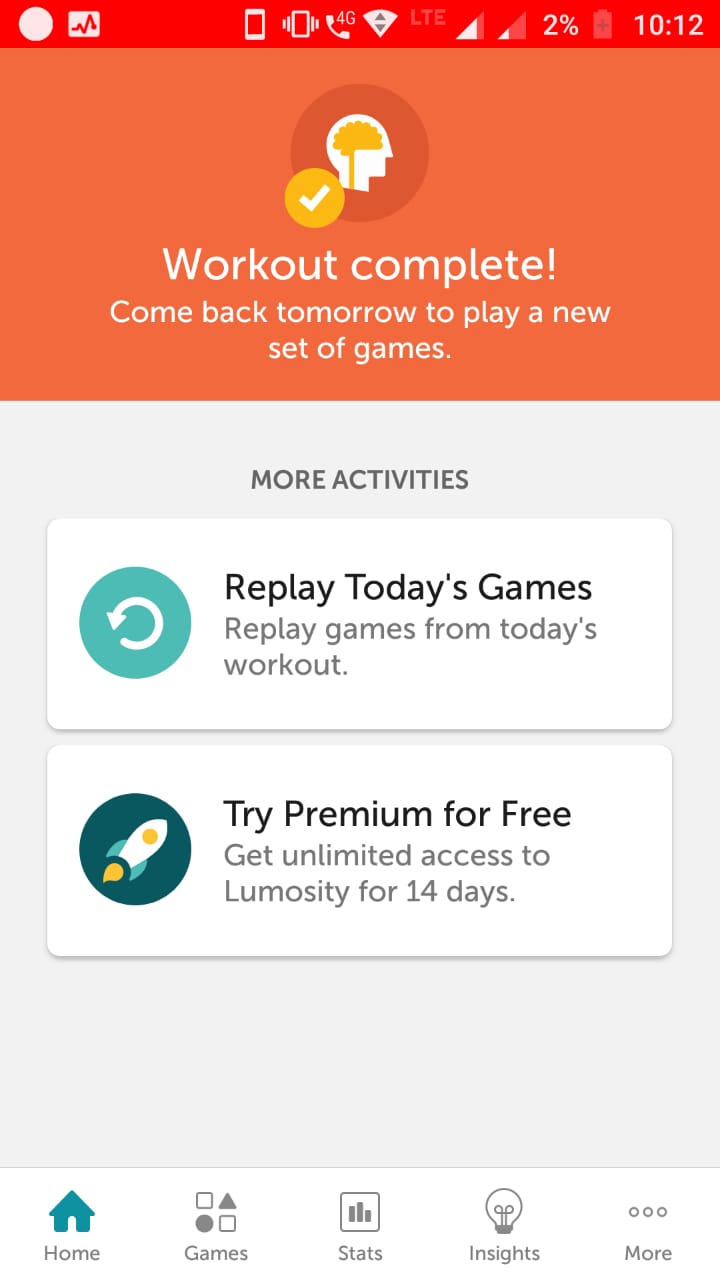 4G LTE 2% 10:12
Workout complete!
Come back tomorrow to play a new
set of games.
MORE ACTIVITIES
Replay Today's Games
Replay games from today's
workout.
Try Premium for Free
Get unlimited access to
Lumosity for 14 days.
Home Games Stats Insights More